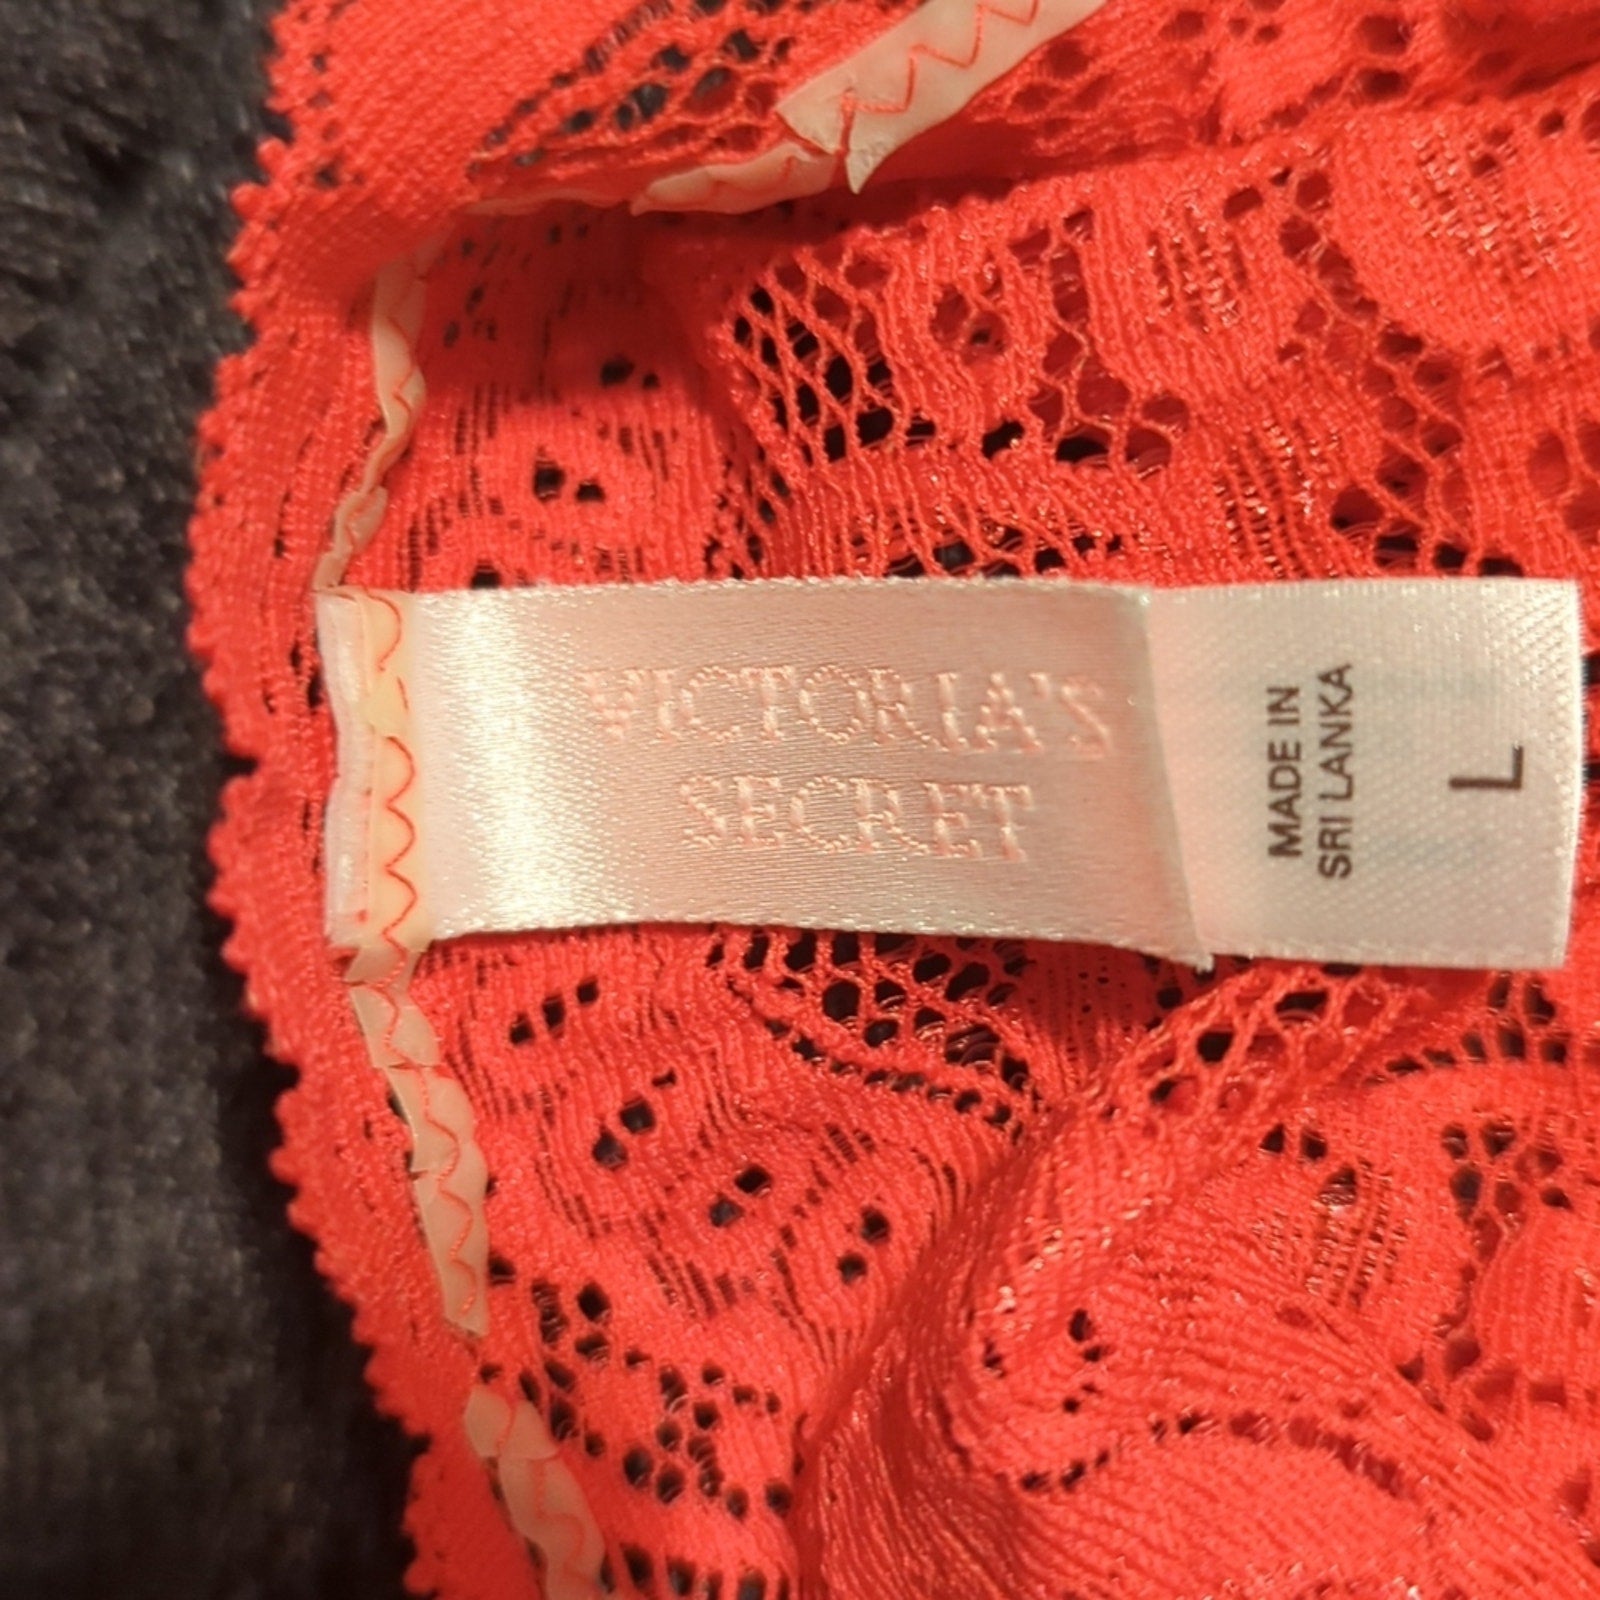 VICTORIA'S
SECRET
MADE IN
SRI LANKA
L